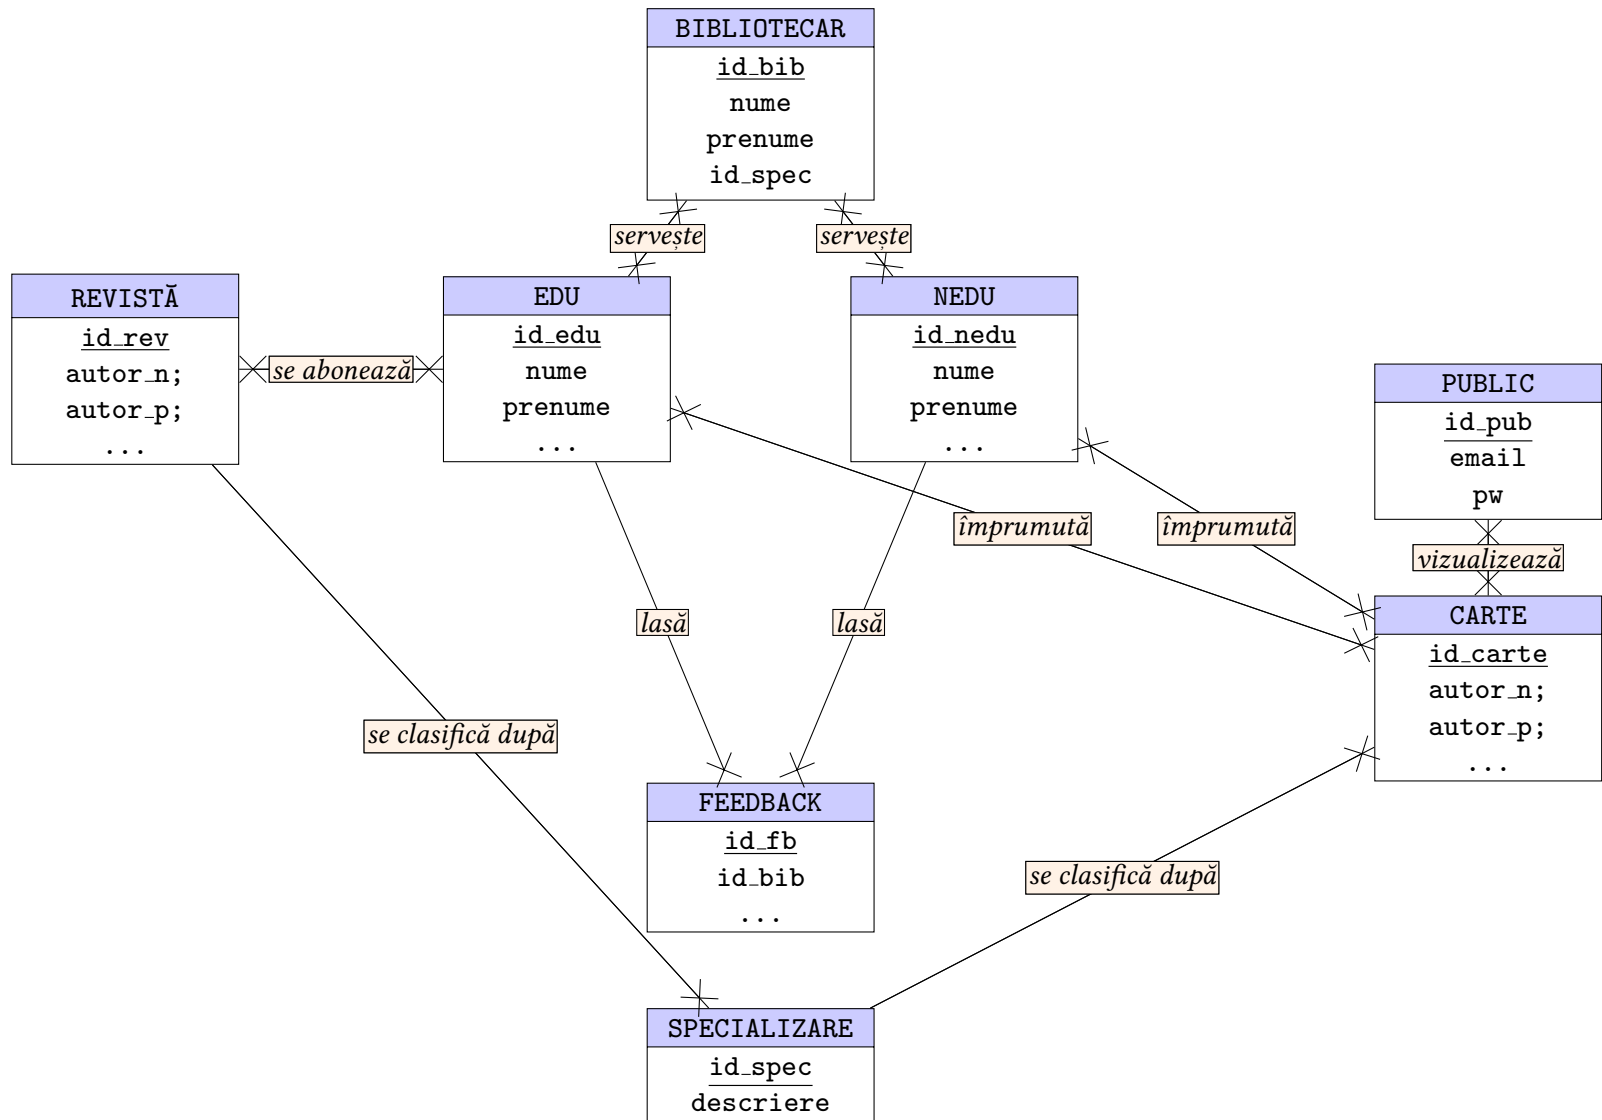 BIBLIOTECAR
id_bib
nume
prenume
id_spec
servește
servește
REVISTĂ
id_rev
autor_n;
autor_p;
...
se abonează
EDU
id_edu
nume
prenume
...
NEDU
id_nedu
nume
prenume
...
PUBLIC
id_pub
email
pw
împrumută
împrumută
vizualizează
CARTE
id_carte
autor_n;
autor_p;
...
lasă
lasă
se clasifică după
FEEDBACK
id_fb
id_bib
...
se clasifică după
SPECIALIZARE
id_spec
descriere